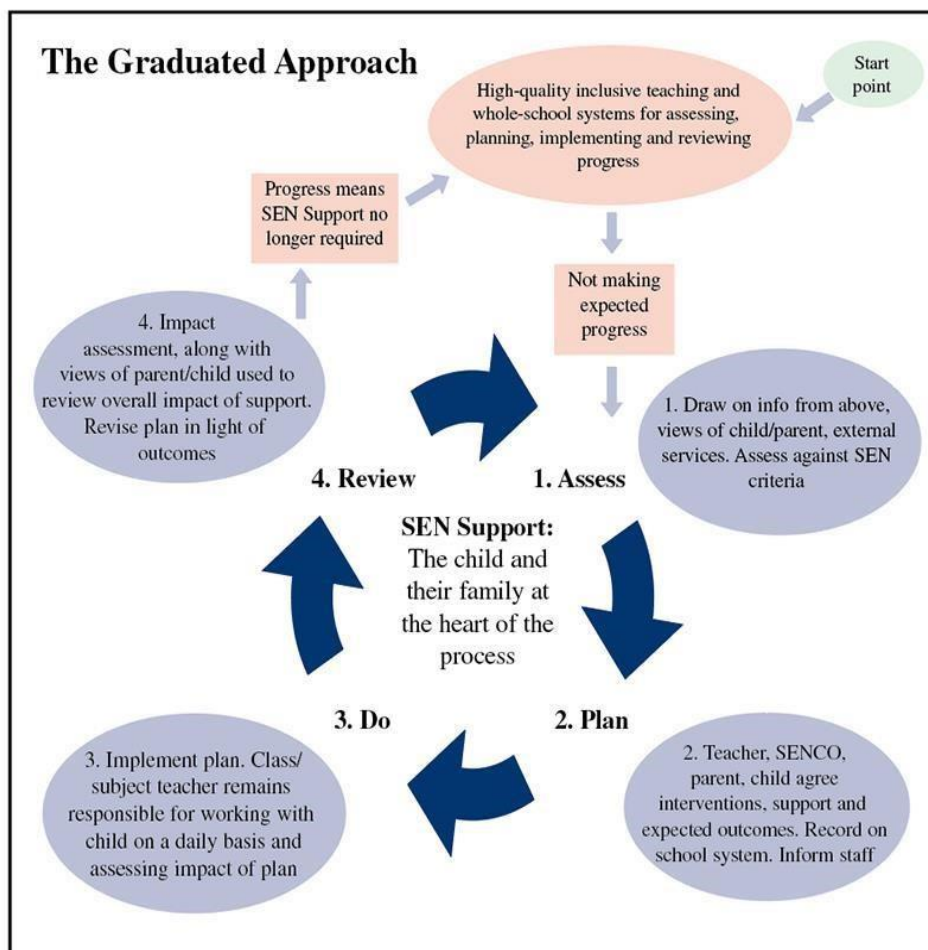 The Graduated Approach
Start
point
High-quality inclusive teaching and
whole-school systems for assessing,
planning, implementing and reviewing
progress
Progress means
SEN Support no
longer required
Not making
expected
progress
4. Impact
assessment, along with
views of parent/child used to
review overall impact of support.
Revise plan in light of
outcomes
1. Draw on info from above,
views of child/parent, external
services. Assess against SEN
criteria
4. Review
1. Assess
SEN Support:
The child and
their family at
the heart of the
process
3. Do
2. Plan
3. Implement plan. Class/
subject teacher remains
responsible for working with
child on a daily basis and
assessing impact of plan
2. Teacher, SENCO,
parent, child agree
interventions, support and
expected outcomes. Record on
school system. Inform staff